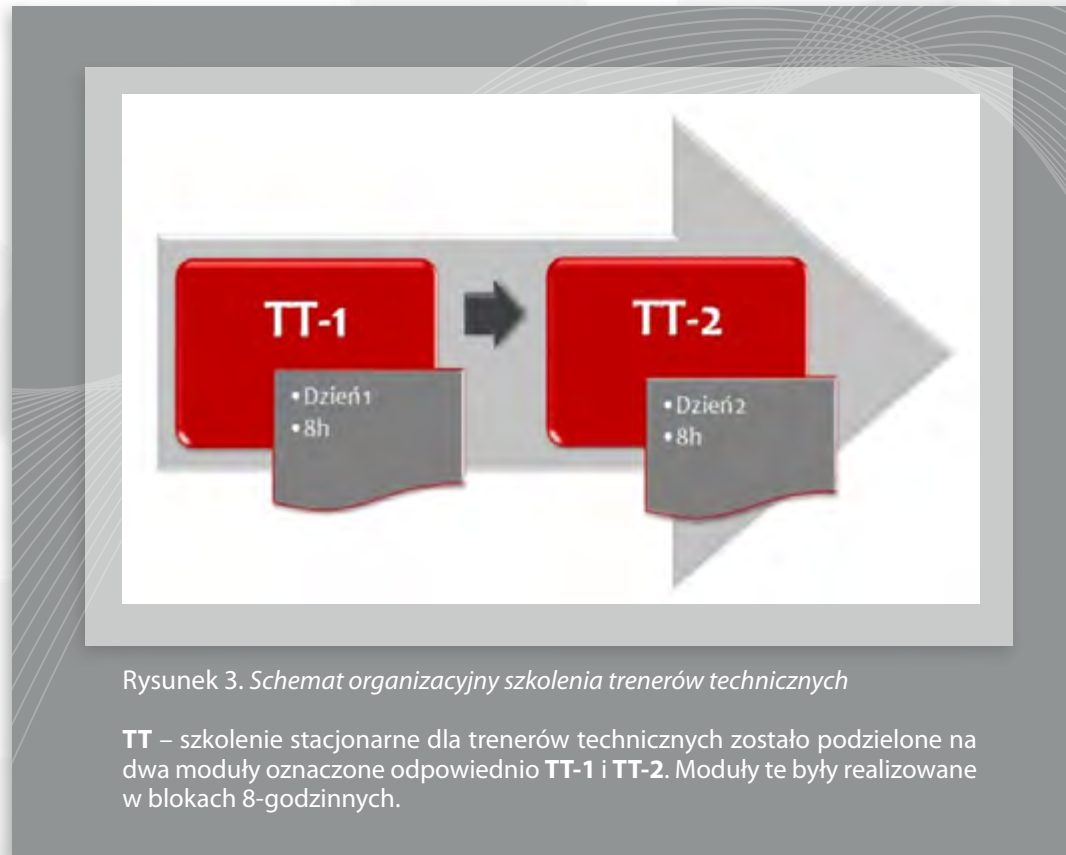 TT-1
• Dzień1
• 8h
TT-2
• Dzień2
• 8h
Rysunek 3. Schemat organizacyjny szkolenia trenerów technicznych
TT – szkolenie stacjonarne dla trenerów technicznych zostało podzielone na
dwa moduły oznaczone odpowiednio TT-1 i TT-2. Moduły te były realizowane
w blokach 8-godzinnych.